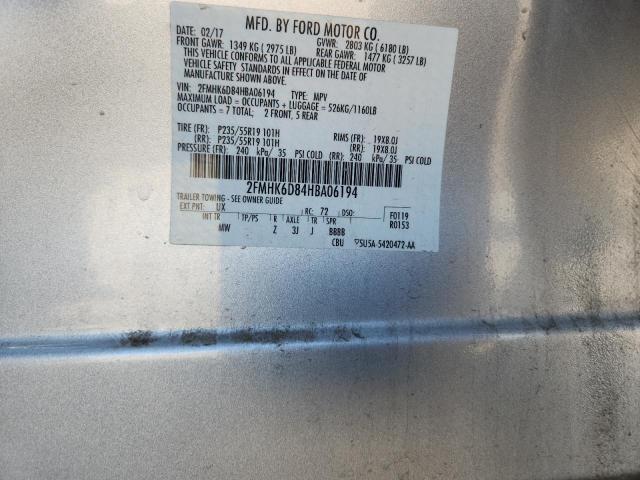 MFD. BY FORD MOTOR CO.
DATE: 02/17 GVWR: 2803 KG ( 6180 LB)
FRONT GAWR: 1349 KG ( 2975 LB) REAR GAWR: 1477 KG ( 3257 LB)
THIS VEHICLE CONFORMS TO ALL APPLICABLE FEDERAL MOTOR
VEHICLE SAFETY STANDARDS IN EFFECT ON THE DATE OF
MANUFACTURE SHOWN ABOVE.
VIN: 2FMHK6D84HBA06194 TYPE: MPV
MAXIMUM LOAD = OCCUPANTS + LUGGAGE = 526KG/1160LB
OCCUPANTS = 7 TOTAL; 2 FRONT, 5 REAR
TIRE (FR): P235/55R19 101H RIMS (FR): 19X8.0J
(RR): P235/55R19 101H (RR): 19X8.0J
PRESSURE (FR): 240 kPa/ 35 PSI COLD (RR): 240 kPa/ 35 PSI COLD
2FMHK6D84HBA06194
TRAILER TOWING - SEE OWNER GUIDE
EXT PNT: UX RC: 72 DSO: F0119
INT TR TP/PS R AXLE TR SPR R0153
MW Z 3J J BBBB
CBU 5U5A-5420472-AA